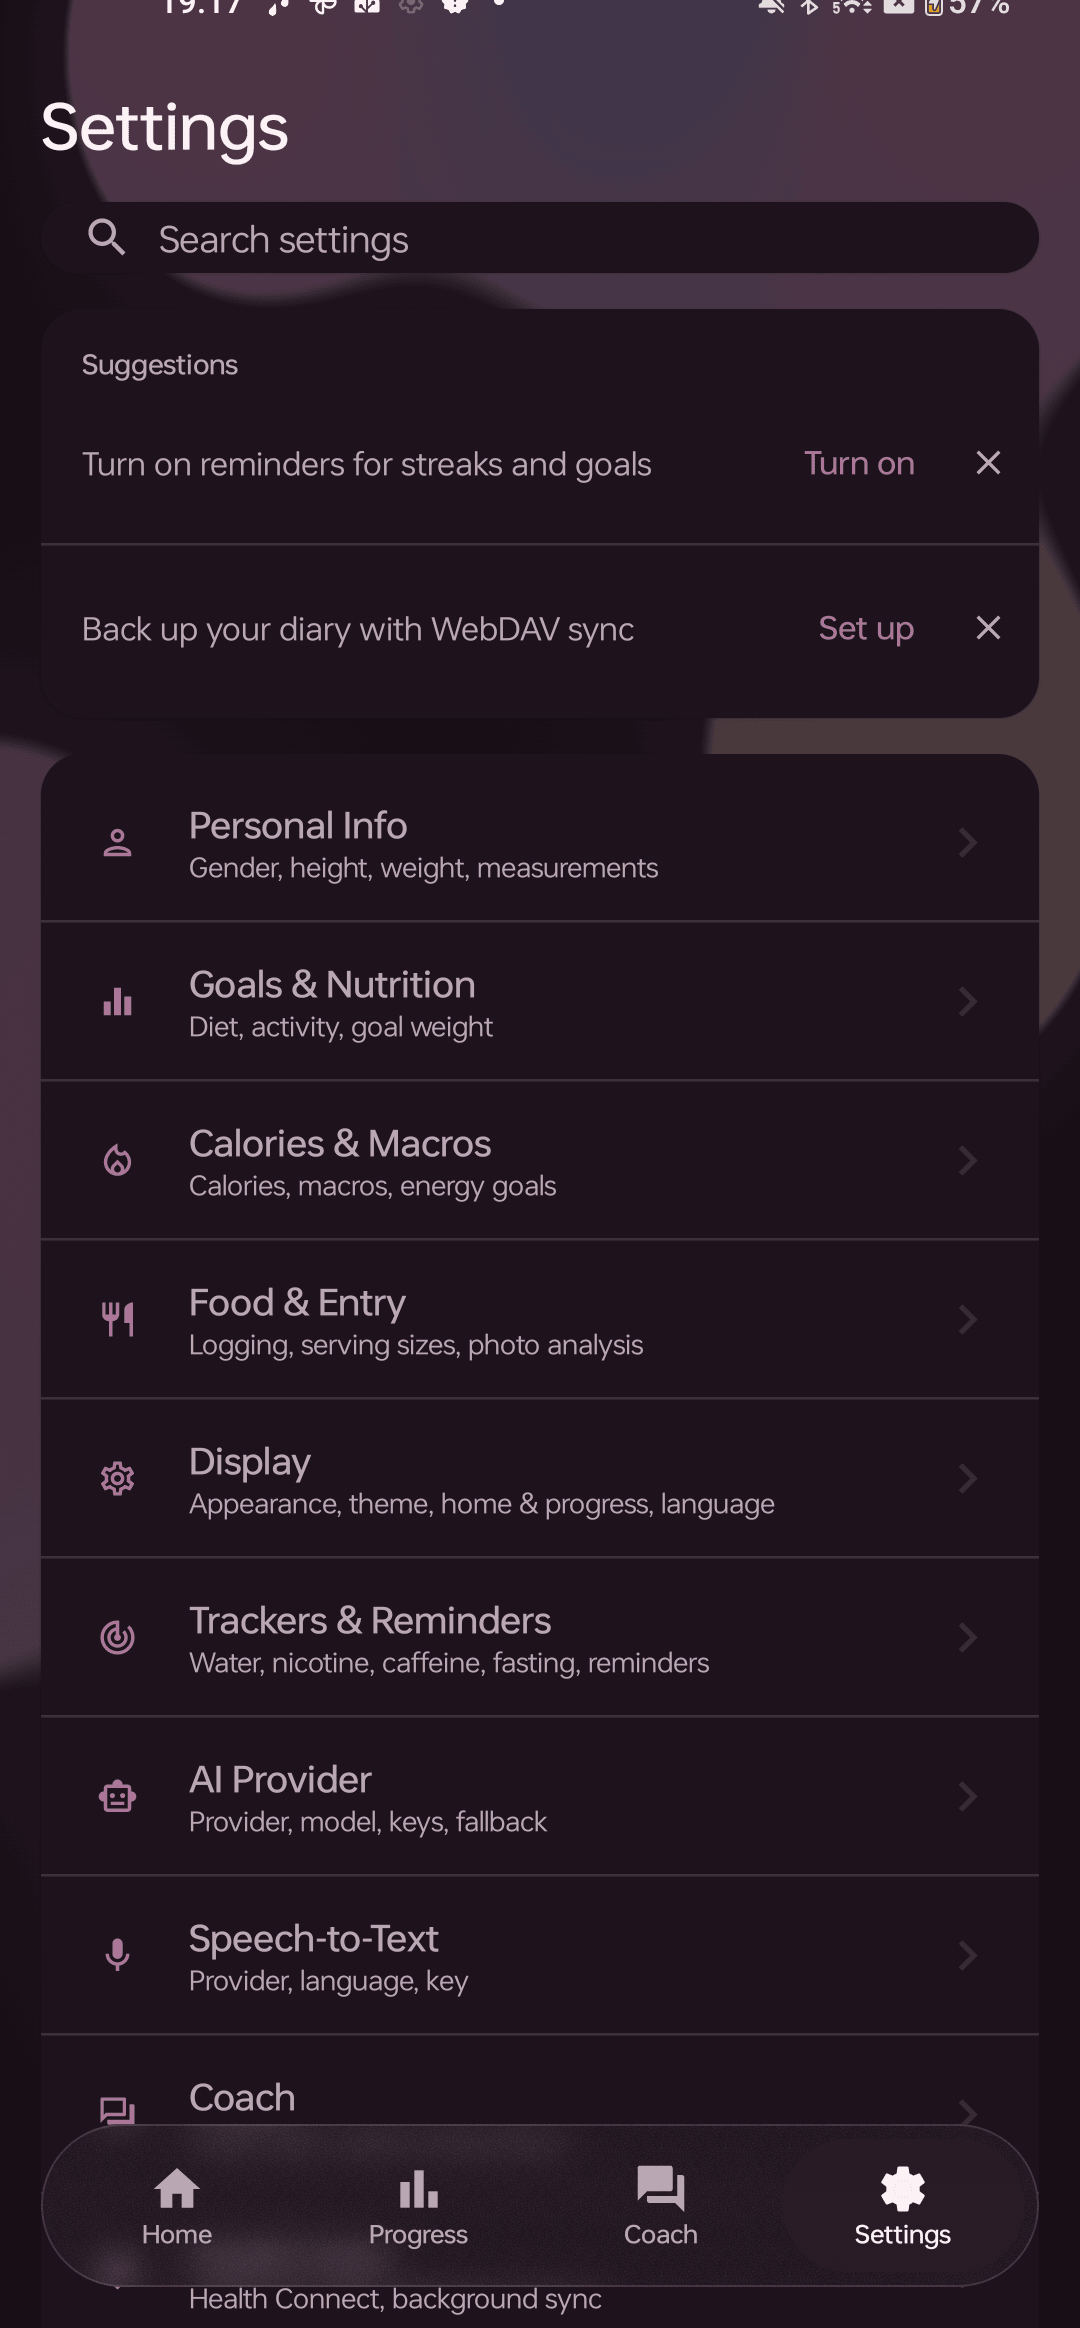 19:17
57%
Settings
Search settings
Suggestions
Turn on reminders for streaks and goals
Turn on
Back up your diary with WebDAV sync
Set up
Personal Info
Gender, height, weight, measurements
Goals & Nutrition
Diet, activity, goal weight
Calories & Macros
Calories, macros, energy goals
Food & Entry
Logging, serving sizes, photo analysis
Display
Appearance, theme, home & progress, language
Trackers & Reminders
Water, nicotine, caffeine, fasting, reminders
AI Provider
Provider, model, keys, fallback
Speech-to-Text
Provider, language, key
Coach
Home
Progress
Coach
Settings
Health Connect, background sync